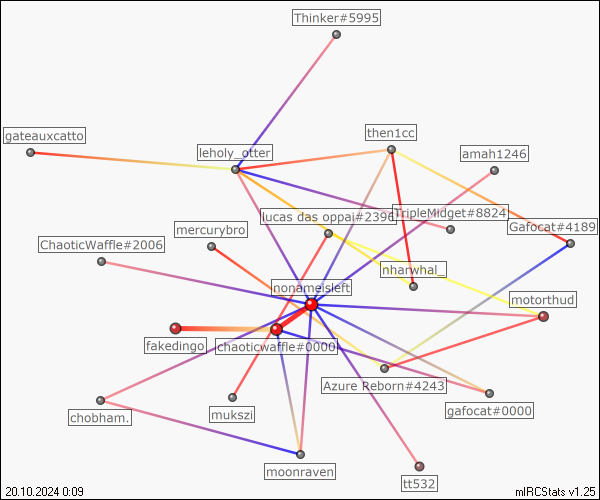 Thinker#5995
gateauxcatto
then1cc
leholy_otter
amah1246
lucas das oppai#2396
TripleMidget#8824
mercurybro
Gafocat#4189
ChaoticWaffle#2006
nharwhal_
nonameisleft
motorthud
fakedingo
chaoticwaffle#0000
Azure Reborn#4243
chobham.
mukszi
gafocat#0000
moonraven
tt532
20.10.2024 0:09
mIRCStats v1.25